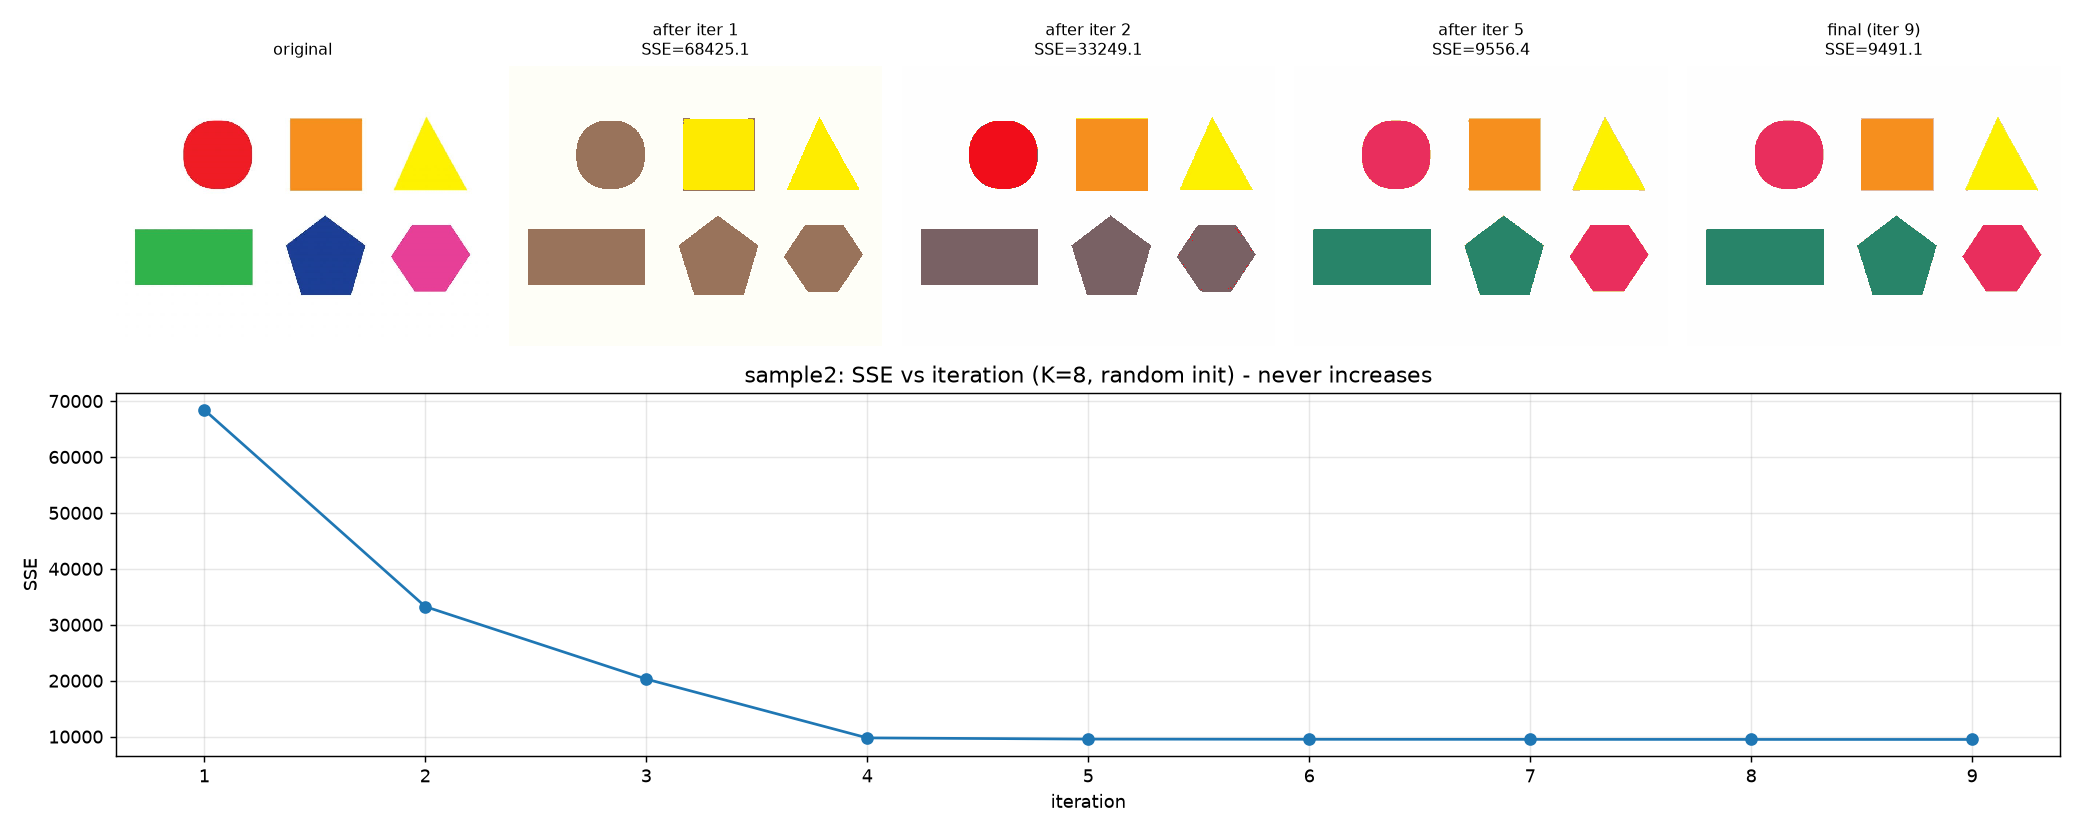 original
after iter 1
SSE=68425.1
after iter 2
SSE=33249.1
after iter 5
SSE=9556.4
final (iter 9)
SSE=9491.1
sample2: SSE vs iteration (K=8, random init) - never increases
70000
60000
50000
40000
30000
20000
10000
SSE
1 2 3 4 5 6 7 8 9
iteration